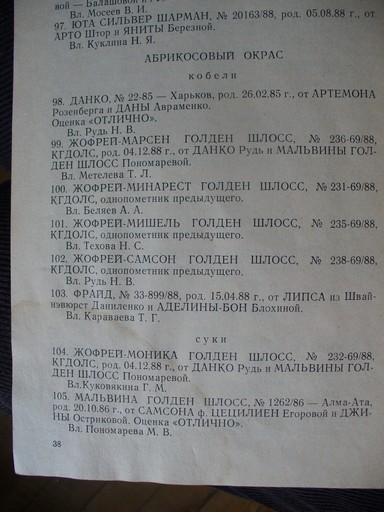 вой — Балашовой и Р
Вл. Мосеев В. И.
97. ЮТА СИЛЬВЕР ШАРМАН, № 20163/88, род. 05.08.88 г., от
АРТО Штор и ЯНИТЫ Березной.
Вл. Куклина Н. Я.
АБРИКОСОВЫЙ ОКРАС
кобели
98. ДАНКО, № 22-85 — Харьков, род. 26.02.85 г., от АРТЕМОНА
Розенберга и ДАНЫ Авраменко.
Оценка «ОТЛИЧНО».
Вл. Рудь Н. В.
99. ЖОФРЕЙ-МАРСЕН ГОЛДЕН ШЛОСС, № 236-69/88,
КГДОЛС, род. 04.12.88 г., от ДАНКО Рудь и МАЛЬВИНЫ ГОЛ-
ДЕН ШЛОСС Пономаревой.
Вл. Метелева Т. Л.
100. ЖОФРЕЙ-МИНАРЕСТ ГОЛДЕН ШЛОСС, № 231-69/88,
КГДОЛС, однопометник предыдущего.
Вл. Беляев А. А.
101. ЖОФРЕЙ-МИШЕЛЬ ГОЛДЕН ШЛОСС, № 235-69/88,
КГДОЛС, однопометник предыдущего.
Вл. Техова Н. С.
102. ЖОФРЕЙ-САМСОН ГОЛДЕН ШЛОСС, № 238-69/88,
КГДОЛС, однопометник предыдущего.
Вл. Рудь Н. В.
103. ФРАЙД, № 33-899/88, род. 15.04.88 г., от ЛИПСА из Швай-
нэвюрст Даниленко и АДЕЛИНЫ-БОН Блохиной.
Вл. Караваева Т. Г.
суки
104. ЖОФРЕЙ-МОНИКА ГОЛДЕН ШЛОСС, № 232-69/88,
КГДОЛС, род. 04.12.88 г., от ДАНКО Рудь и МАЛЬВИНЫ ГОЛ-
ДЕН ШЛОСС Пономаревой.
Вл.Куковякина Г. М.
105. МАЛЬВИНА ГОЛДЕН ШЛОСС, № 1262/86 — Алма-Ата,
род. 20.10.86 г., от САМСОНА ф. ЦЕЦИЛИЕН Егоровой и ДЖИ-
НЫ Остриковой. Оценка «ОТЛИЧНО».
Вл. Пономарева М. В.
38